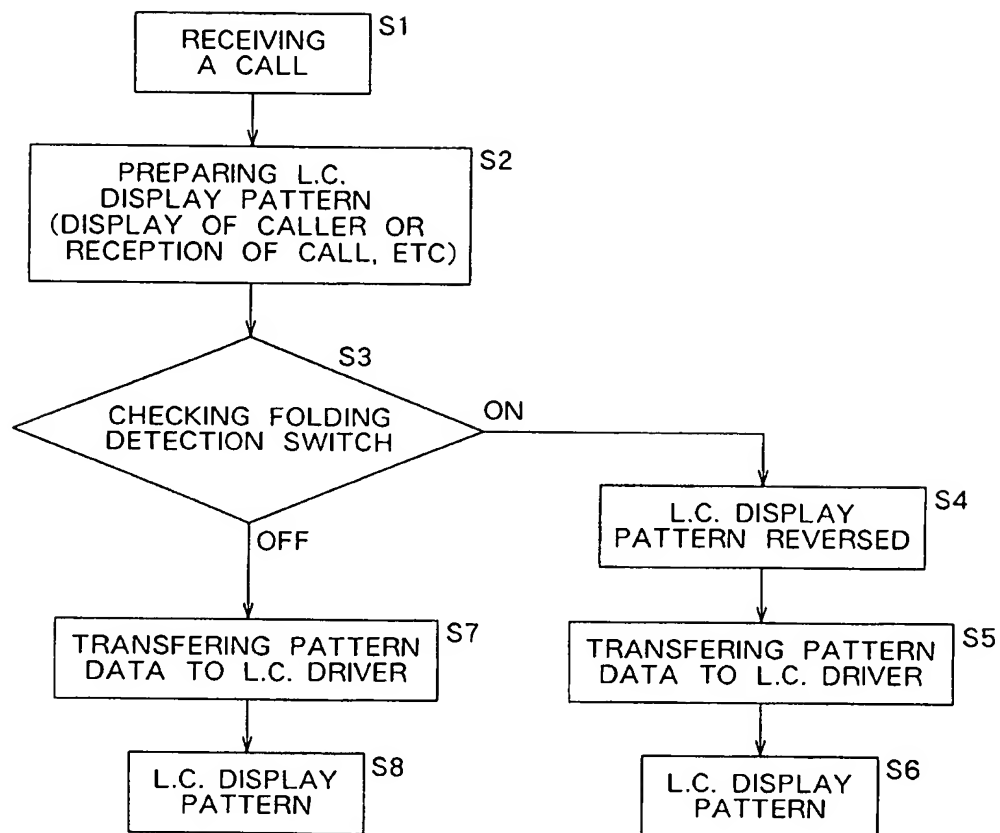 RECEIVING
A CALL
S1
PREPARING L.C.
DISPLAY PATTERN
(DISPLAY OF CALLER OR
RECEPTION OF CALL, ETC)
S2
S3
CHECKING FOLDING
DETECTION SWITCH
ON
OFF
L.C. DISPLAY
PATTERN REVERSED
S4
TRANSFERING PATTERN
DATA TO L.C. DRIVER
S7
TRANSFERING PATTERN
DATA TO L.C. DRIVER
S5
L.C. DISPLAY
PATTERN
S8
L.C. DISPLAY
PATTERN
S6